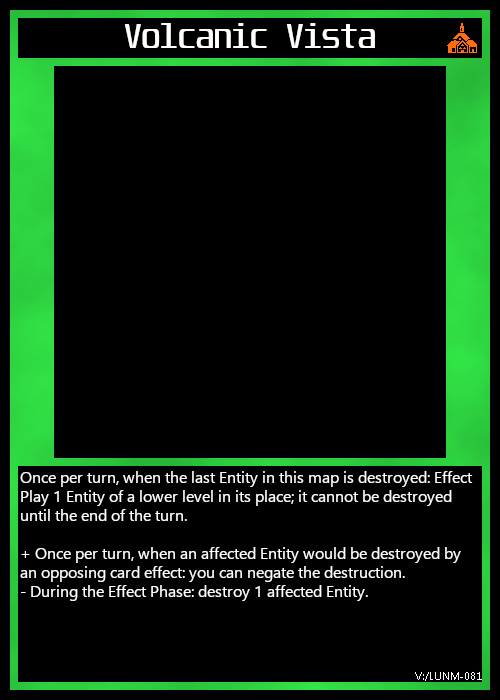 Volcanic Vista
Once per turn, when the last Entity in this map is destroyed: Effect
Play 1 Entity of a lower level in its place; it cannot be destroyed
until the end of the turn.
+ Once per turn, when an affected Entity would be destroyed by
an opposing card effect: you can negate the destruction.
- During the Effect Phase: destroy 1 affected Entity.
V:/LUNM-081